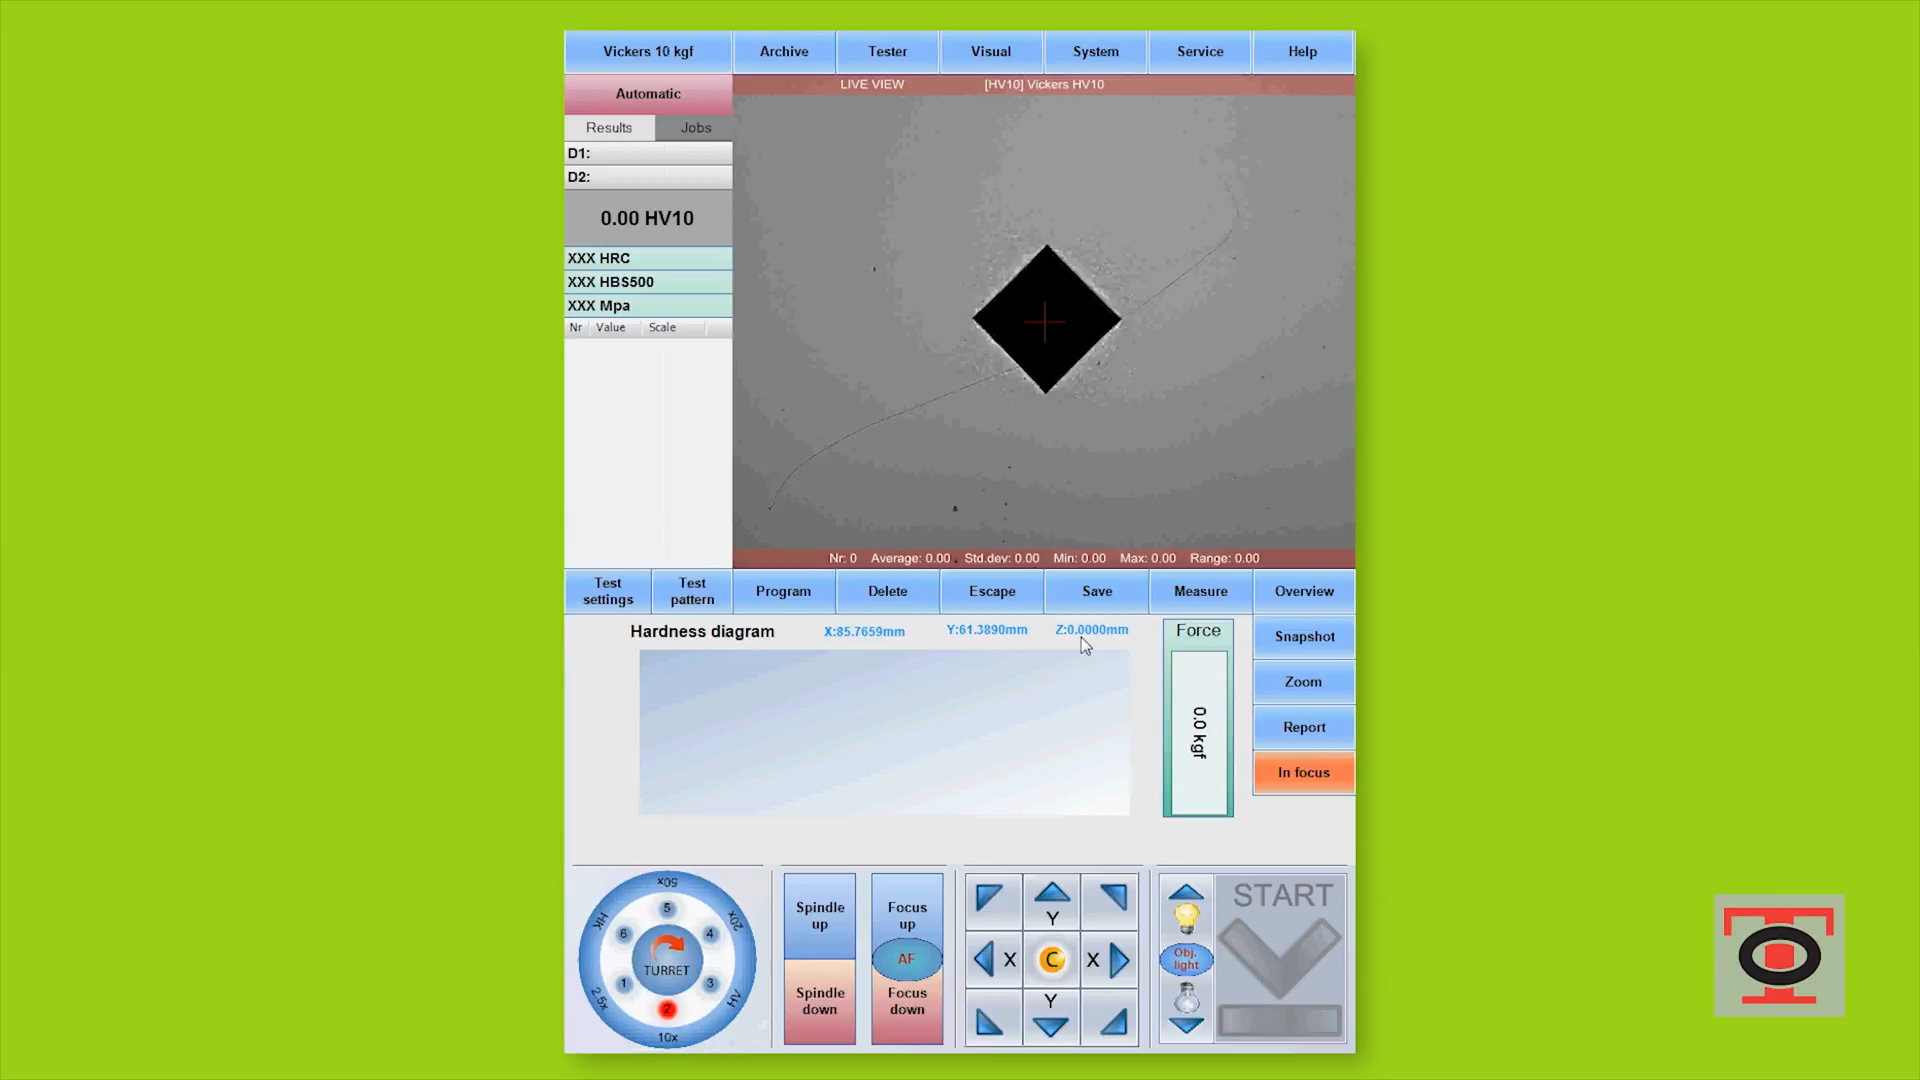 Vickers 10 kgf Archive Tester Visual System Service Help
Automatic
LIVE VIEW [HV10] Vickers HV10
Results Jobs
D1:
D2:
0.00 HV10
XXX HRC
XXX HBS500
XXX Mpa
Nr Value Scale
Nr: 0 Average: 0.00 Std.dev: 0.00 Min: 0.00 Max: 0.00 Range: 0.00
Test settings Test pattern Program Delete Escape Save Measure Overview
Hardness diagram X:85.7659mm Y:61.3890mm Z:0.0000mm
Force
0.0 kgf
Snapshot
Zoom
Report
In focus
50x
20x
HV
10x
2.5x
HK
5
4
3
2
1
6
TURRET
Spindle up
Spindle down
Focus up
AF
Focus down
Y
X C X
Y
Obj. light
START